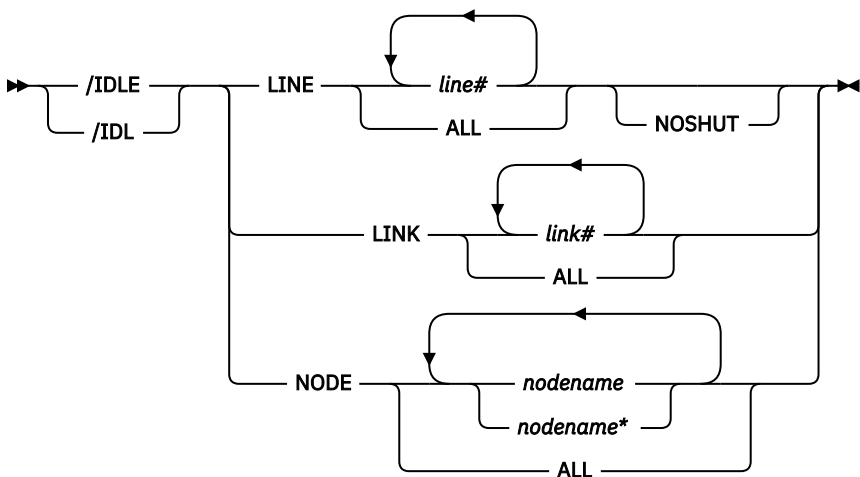 /IDLE LINE line#
/IDL ALL NOSHUT
LINK link#
ALL
NODE nodename
nodename*
ALL